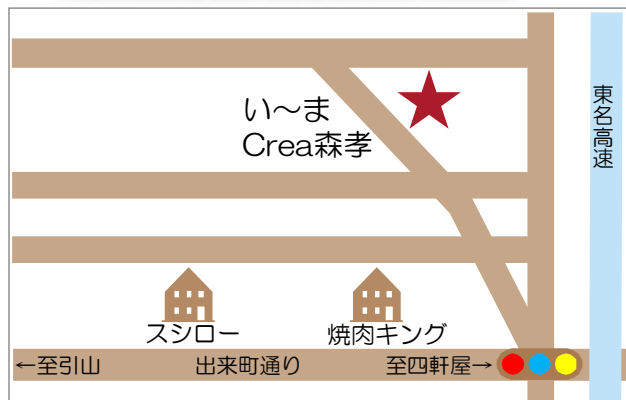 い〜ま
Crea森孝
東名高速
スシロー
焼肉キング
←至引山
出来町通り
至四軒屋→